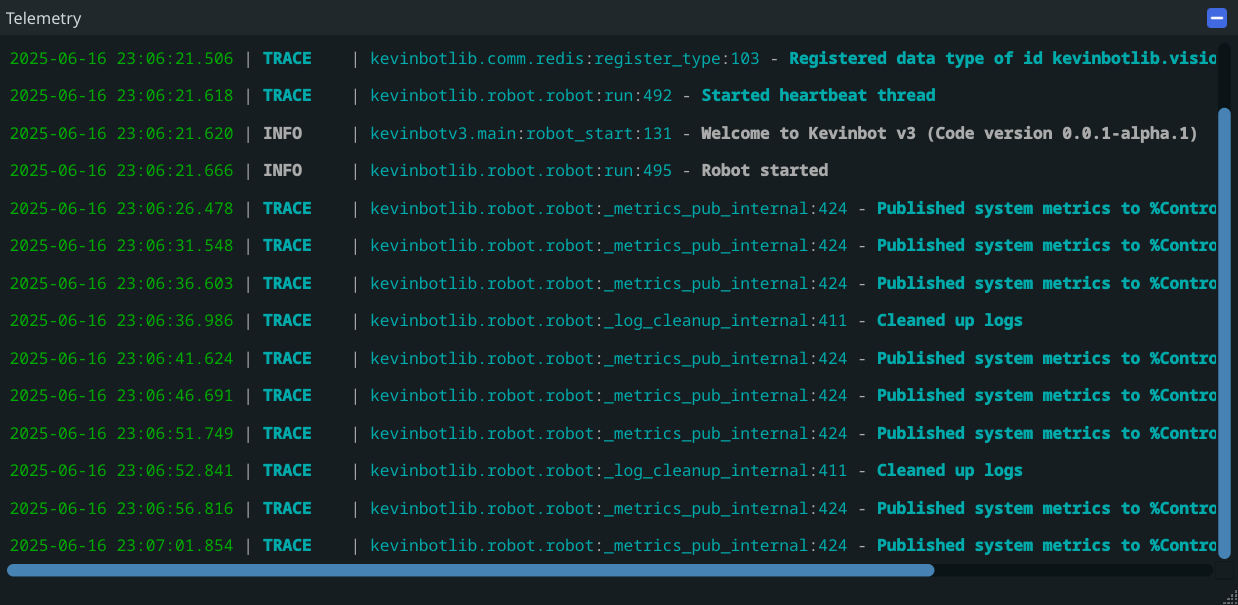 Telemetry
2025-06-16 23:06:21.506 | TRACE    | kevinbotlib.comm.redis:register_type:103 - Registered data type of id kevinbotlib.visio
2025-06-16 23:06:21.618 | TRACE    | kevinbotlib.robot.robot:run:492 - Started heartbeat thread
2025-06-16 23:06:21.620 | INFO     | kevinbotv3.main:robot_start:131 - Welcome to Kevinbot v3 (Code version 0.0.1-alpha.1)
2025-06-16 23:06:21.666 | INFO     | kevinbotlib.robot.robot:run:495 - Robot started
2025-06-16 23:06:26.478 | TRACE    | kevinbotlib.robot.robot:_metrics_pub_internal:424 - Published system metrics to %Contro
2025-06-16 23:06:31.548 | TRACE    | kevinbotlib.robot.robot:_metrics_pub_internal:424 - Published system metrics to %Contro
2025-06-16 23:06:36.603 | TRACE    | kevinbotlib.robot.robot:_metrics_pub_internal:424 - Published system metrics to %Contro
2025-06-16 23:06:36.986 | TRACE    | kevinbotlib.robot.robot:_log_cleanup_internal:411 - Cleaned up logs
2025-06-16 23:06:41.624 | TRACE    | kevinbotlib.robot.robot:_metrics_pub_internal:424 - Published system metrics to %Contro
2025-06-16 23:06:46.691 | TRACE    | kevinbotlib.robot.robot:_metrics_pub_internal:424 - Published system metrics to %Contro
2025-06-16 23:06:51.749 | TRACE    | kevinbotlib.robot.robot:_metrics_pub_internal:424 - Published system metrics to %Contro
2025-06-16 23:06:52.841 | TRACE    | kevinbotlib.robot.robot:_log_cleanup_internal:411 - Cleaned up logs
2025-06-16 23:06:56.816 | TRACE    | kevinbotlib.robot.robot:_metrics_pub_internal:424 - Published system metrics to %Contro
2025-06-16 23:07:01.854 | TRACE    | kevinbotlib.robot.robot:_metrics_pub_internal:424 - Published system metrics to %Contro